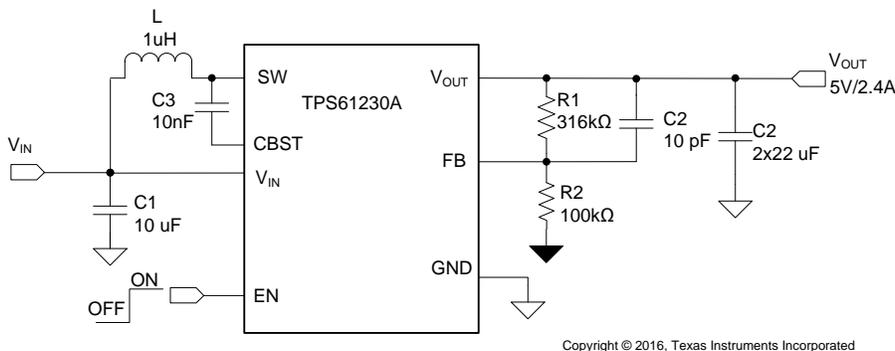 L
1uH
SW
C3
10nF
CBST
TPS61230A
V_IN
V_IN
C1
10 uF
OFF
ON
EN
V_OUT
R1
316kΩ
C2
10 pF
FB
R2
100kΩ
C2
2x22 uF
GND
V_OUT
5V/2.4A
Copyright © 2016, Texas Instruments Incorporated